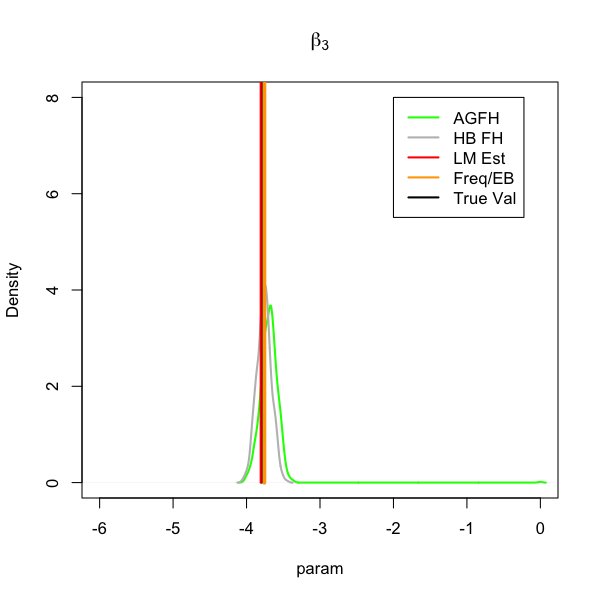 β3
Density
8
6
4
2
0
AGFH
HB FH
LM Est
Freq/EB
True Val
-6 -5 -4 -3 -2 -1 0
param